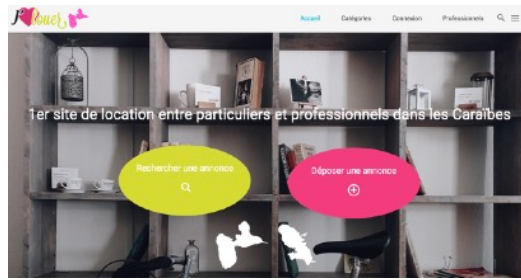 J' Louer
Accueil Catégories Connexion Professionnels
1er site de location entre particuliers et professionnels dans les Caraïbes
Rechercher une annonce
Déposer une annonce